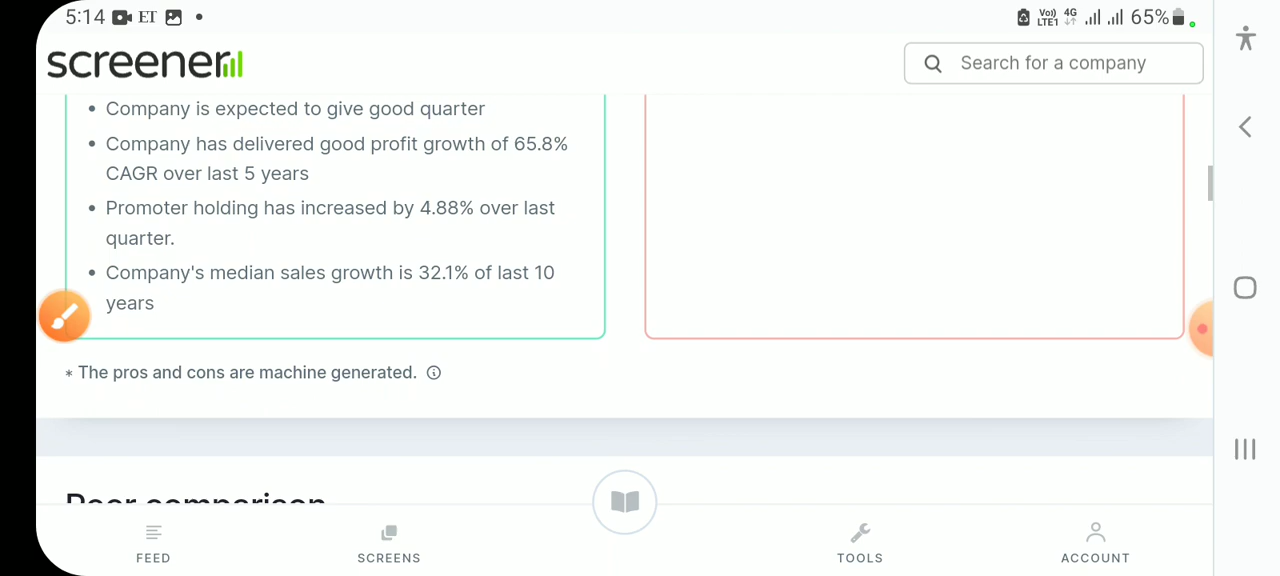 5:14 ET Vo)) LTE1 4G 65%
screener
Search for a company
• Company is expected to give good quarter
• Company has delivered good profit growth of 65.8%
CAGR over last 5 years
• Promoter holding has increased by 4.88% over last
quarter.
• Company's median sales growth is 32.1% of last 10
years
* The pros and cons are machine generated.
Peer comparison
FEED SCREENS TOOLS ACCOUNT